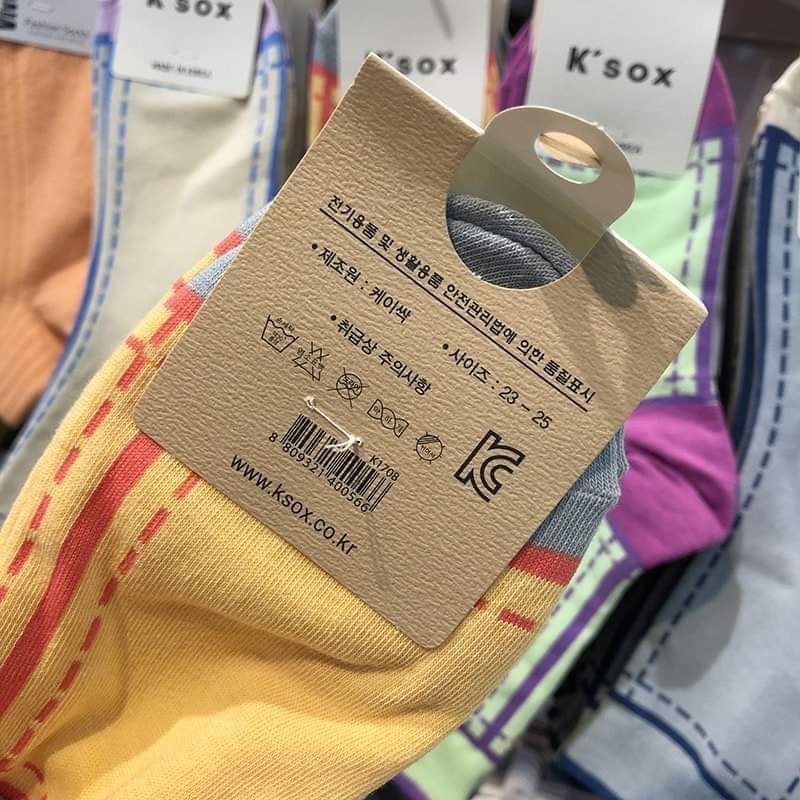 K'sox
K'sox
K'sox
전기용품 및 생활용품 안전관리법에 의한 품질표시
• 제조원 : 케이싹
• 사이즈 : 23 - 25
• 취급상 주의사항
K1708
8 809321 400566
www.ksox.co.kr